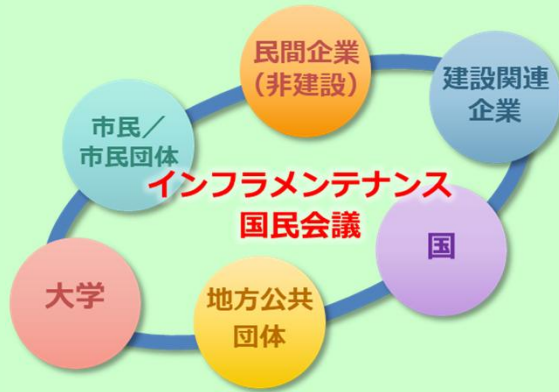 民間企業
（非建設）
建設関連
企業
市民／
市民団体
インフラメンテナンス
国民会議
国
大学
地方公共
団体